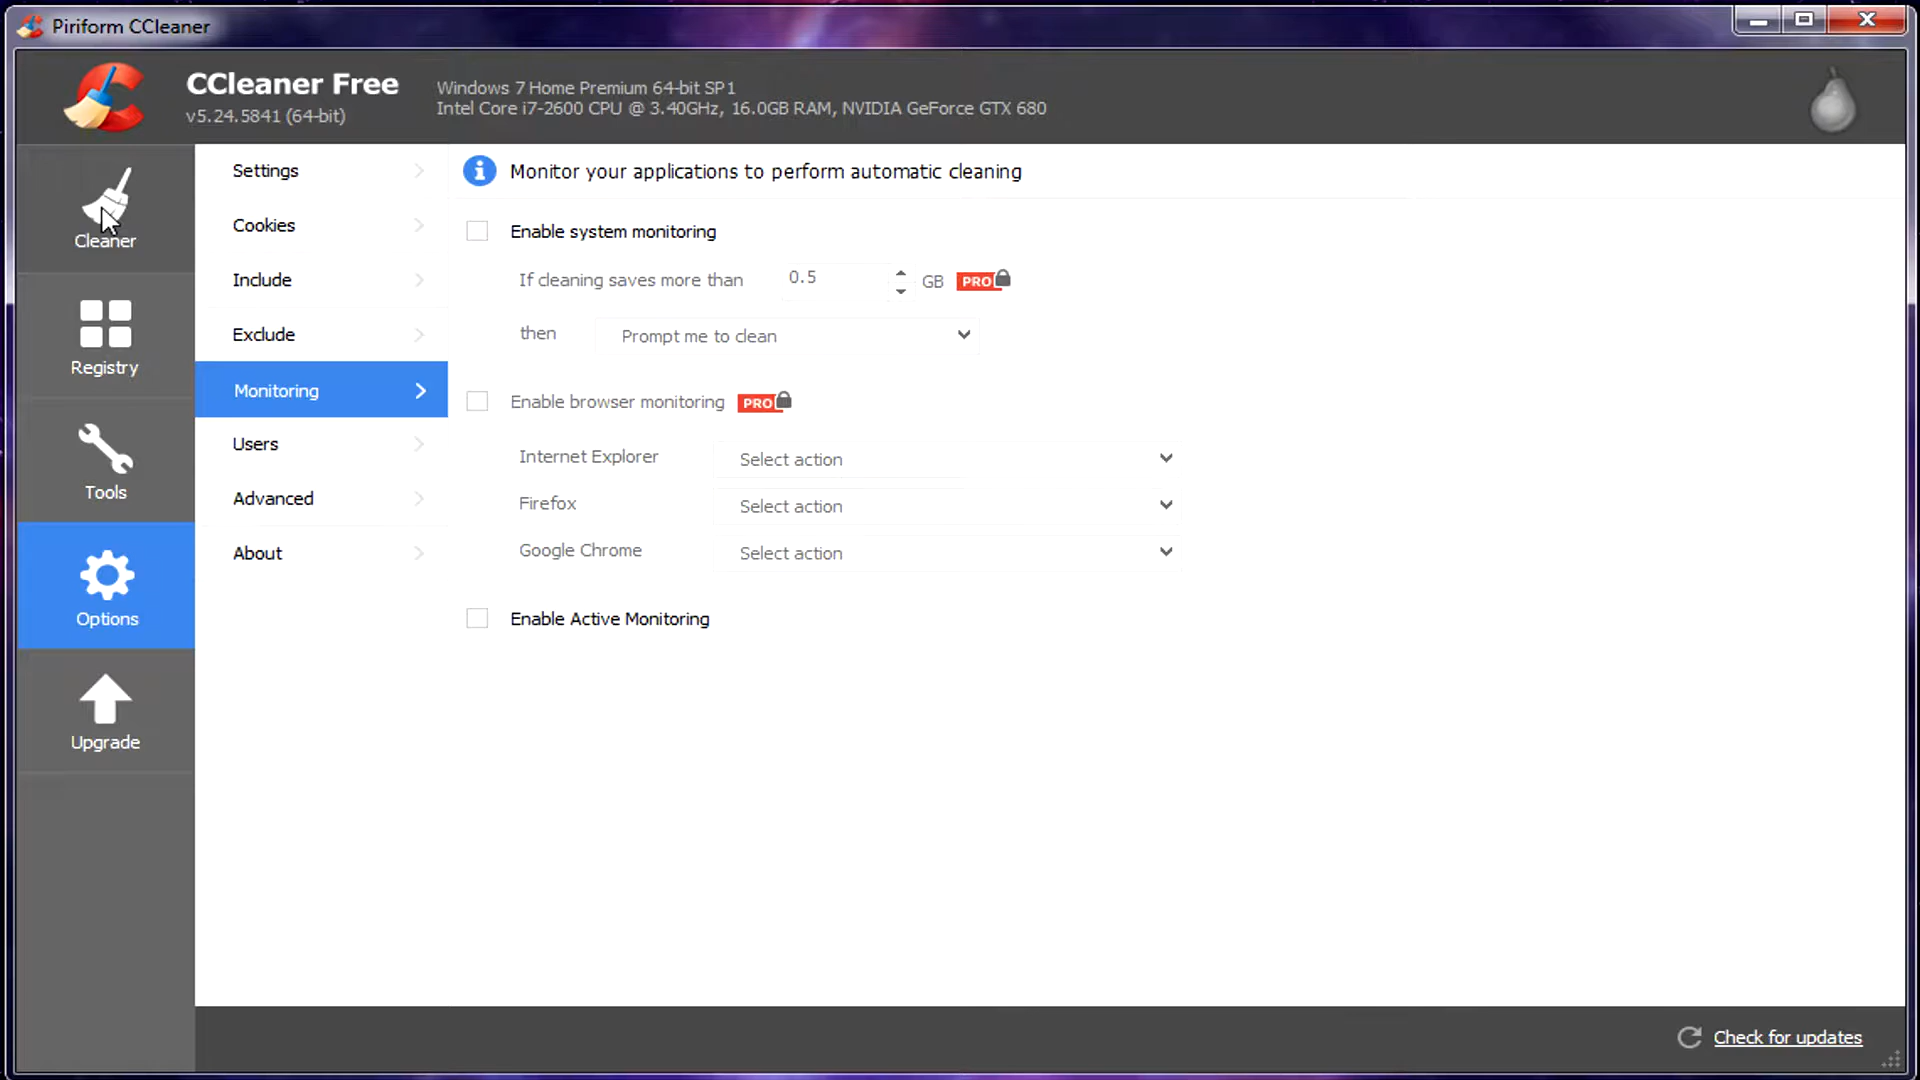 Piriform CCleaner
CCleaner Free
v5.24.5841 (64-bit)
Windows 7 Home Premium 64-bit SP1
Intel Core i7-2600 CPU @ 3.40GHz, 16.0GB RAM, NVIDIA GeForce GTX 680
Cleaner
Registry
Tools
Options
Upgrade
Settings
Cookies
Include
Exclude
Monitoring
Users
Advanced
About
Monitor your applications to perform automatic cleaning
Enable system monitoring
If cleaning saves more than 0.5 GB PRO
then Prompt me to clean
Enable browser monitoring PRO
Internet Explorer Select action
Firefox Select action
Google Chrome Select action
Enable Active Monitoring
Check for updates